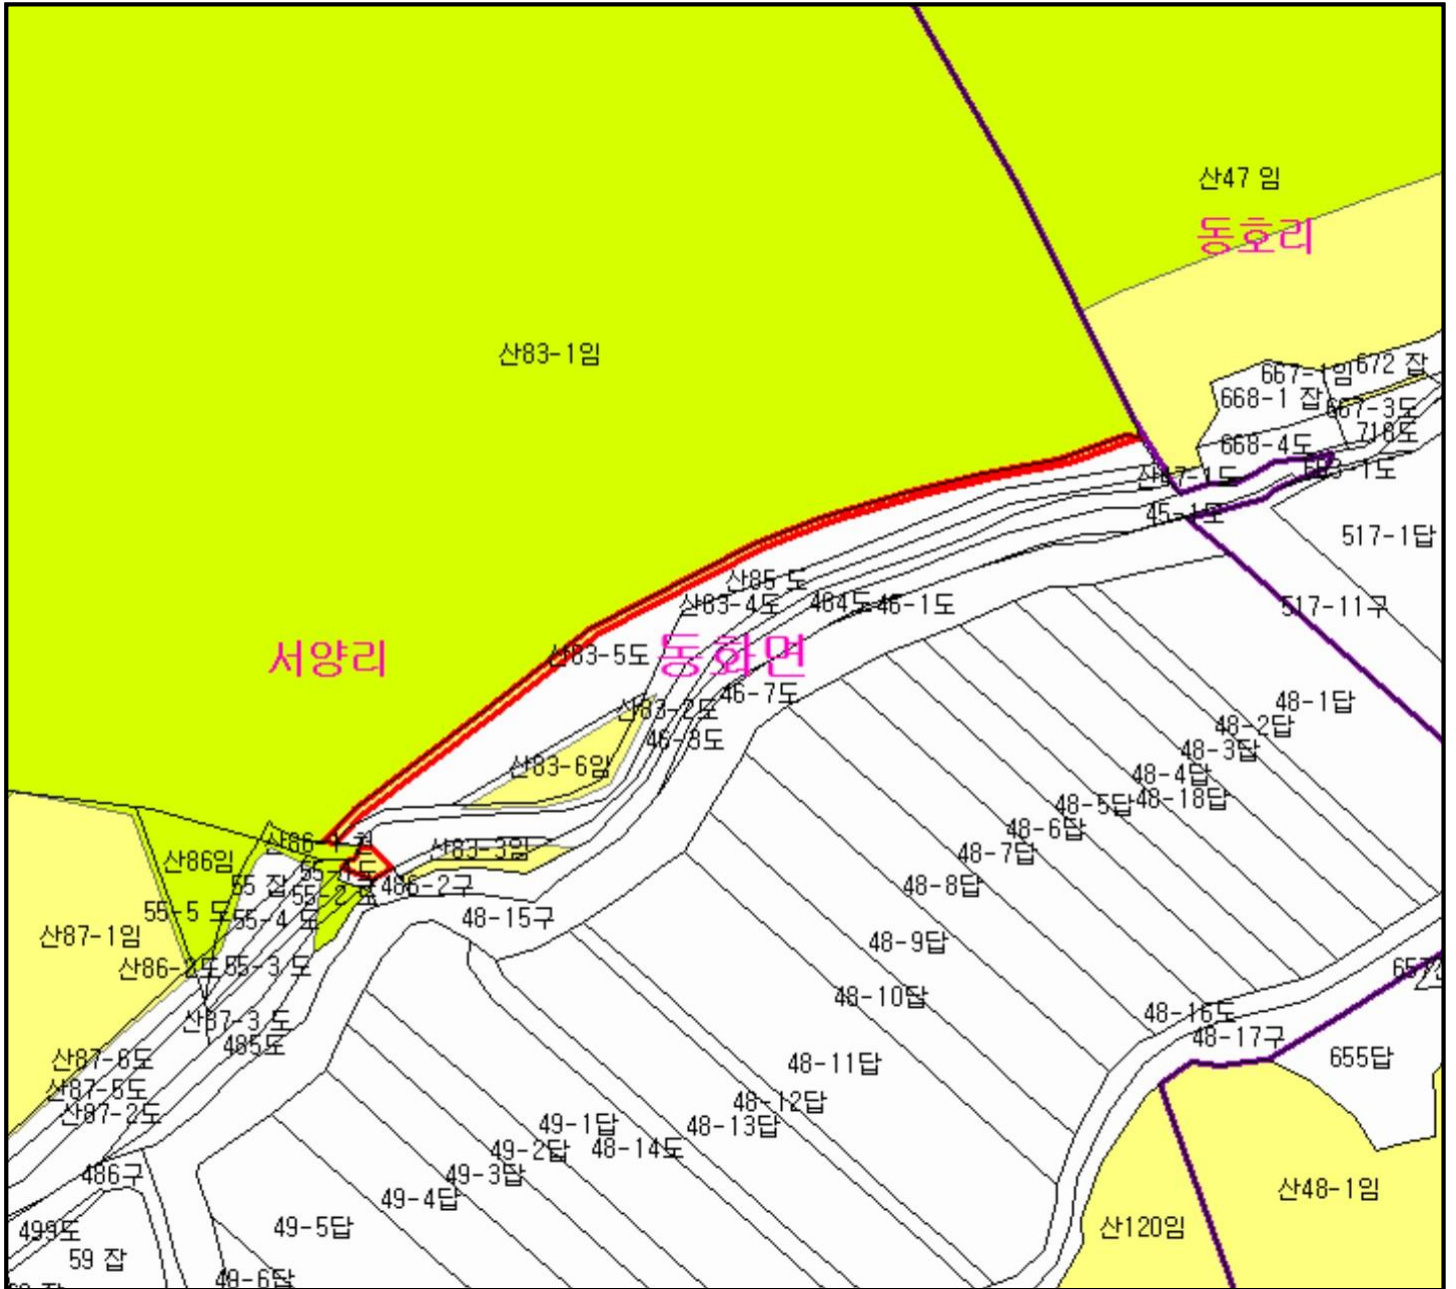 산47 임
동호리
산83-1임
672 잡
667-1임
668-1 잡
667-3도
716도
668-4도
산47-1도
45-1도
517-1답
산85 도
산83-4도
484도
46-1도
517-11구
서양리
산83-5도
동화면
46-7도
48-1답
산83-2도
48-2답
46-8도
48-3답
산83-6임
48-4답
48-5답
48-18답
48-6답
산83-3임
48-7답
산86임
55 잡
486-2구
48-8답
55-2 도
55-5 도
55-4 도
48-15구
산87-1임
48-9답
산86-2도
55-3 도
48-10답
산87-3 도
48-16도
485도
48-17구
산87-6도
655답
48-11답
산87-5도
48-12답
산87-2도
49-1답
48-13답
49-2답
48-14도
486구
49-3답
산48-1임
49-4답
499도
49-5답
산120임
59 잡
49-6답